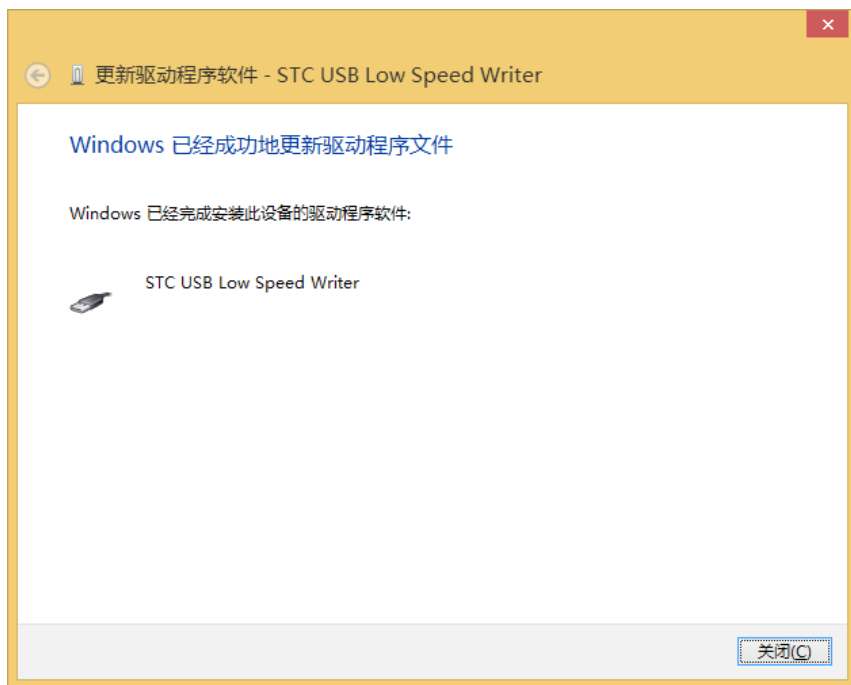 更新驱动程序软件 - STC USB Low Speed Writer
Windows 已经成功地更新驱动程序文件
Windows 已经完成安装此设备的驱动程序软件:
STC USB Low Speed Writer
关闭(C)